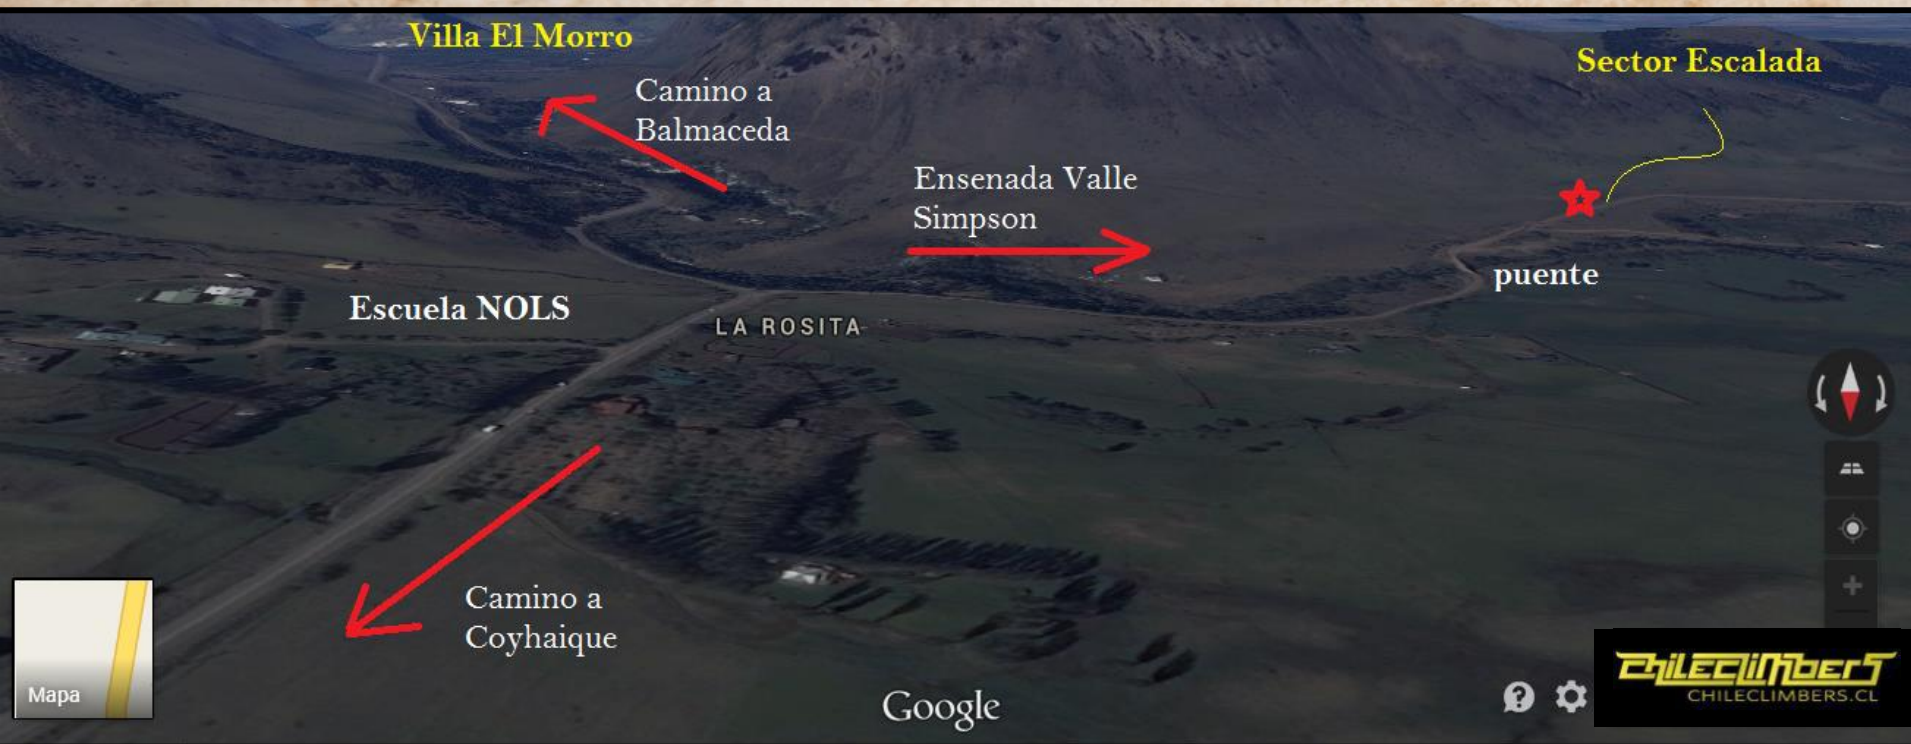 Villa El Morro
Sector Escalada
Camino a
Balmaceda
Ensenada Valle
Simpson
puente
Escuela NOLS
LA ROSITA
Camino a
Coyhaique
Mapa
Google
CHILECLIMBERS
CHILECLIMBERS.CL